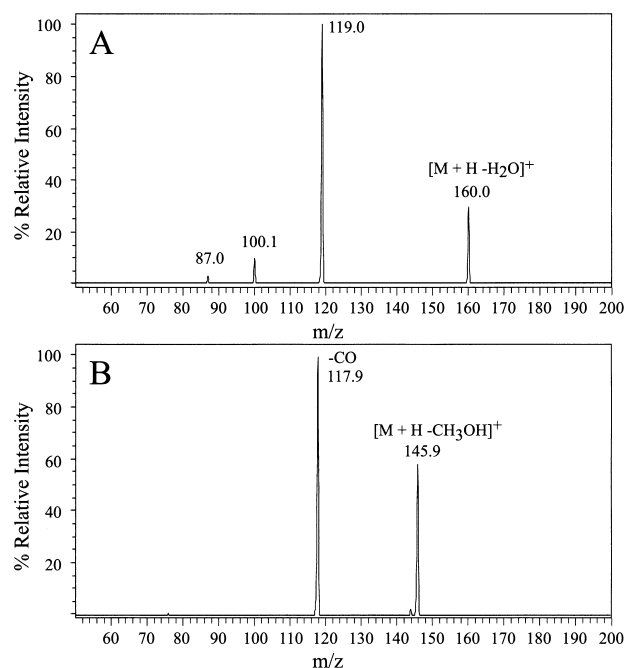 A
100
80
60
40
20
% Relative Intensity
119.0
[M + H -H2O]+
160.0
100.1
87.0
60 70 80 90 100 110 120 130 140 150 160 170 180 190 200
m/z
B
100
80
60
40
20
% Relative Intensity
-CO
117.9
[M + H -CH3OH]+
145.9
60 70 80 90 100 110 120 130 140 150 160 170 180 190 200
m/z